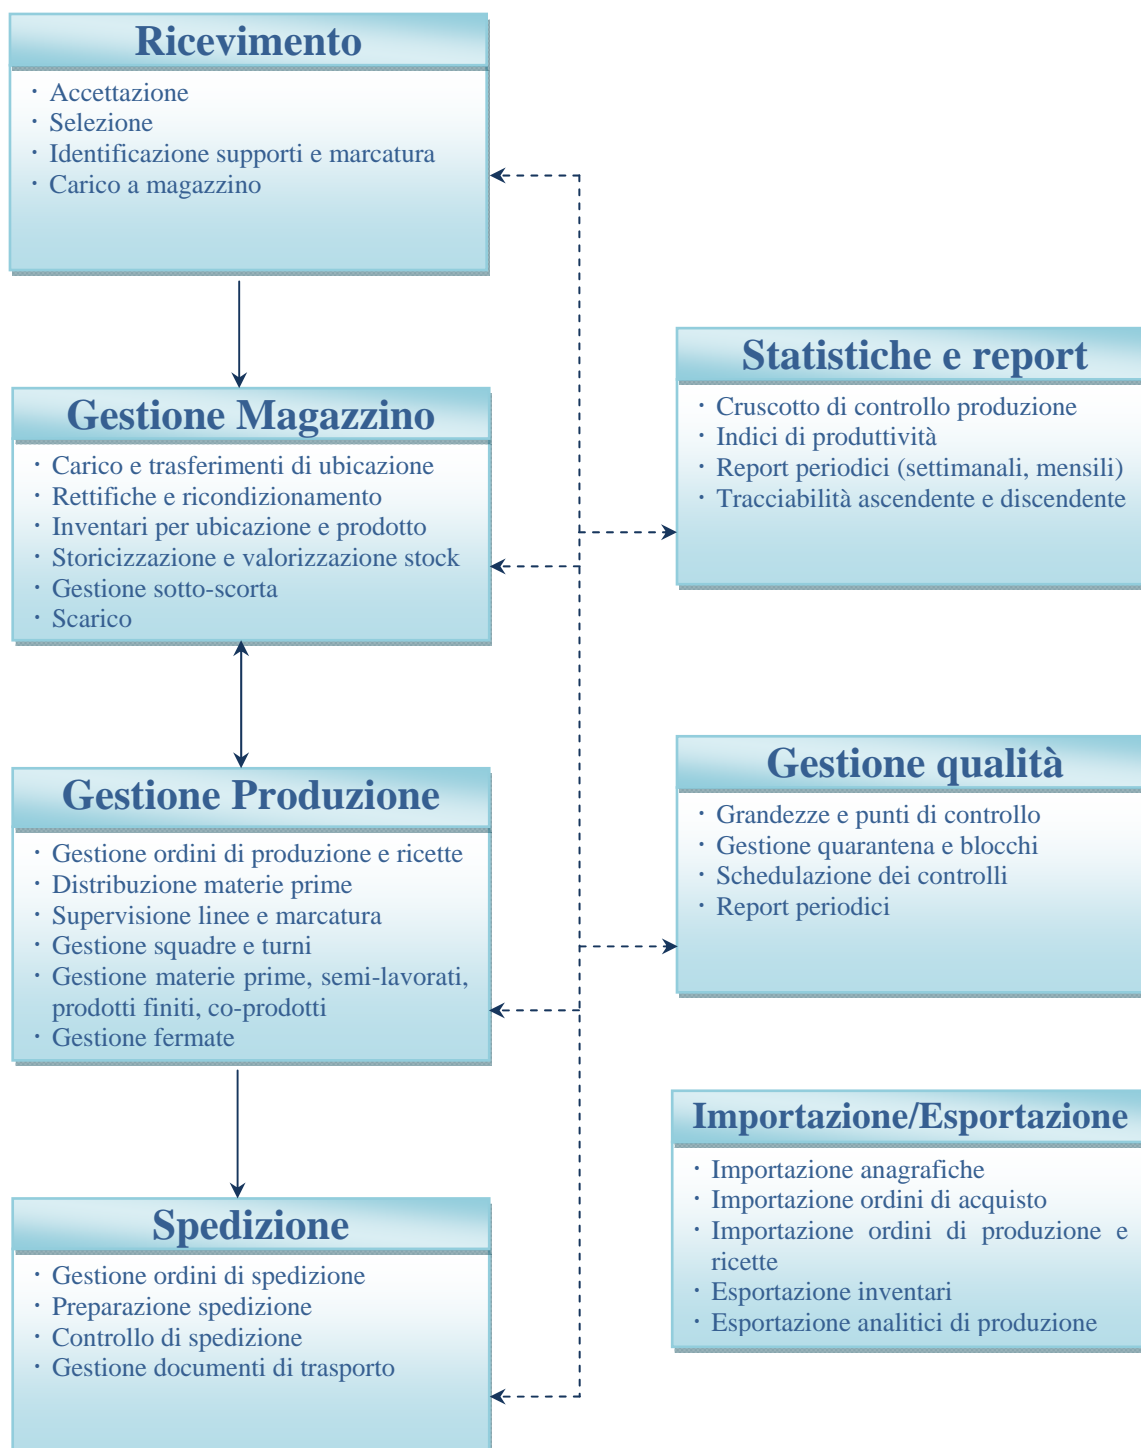 Ricevimento
· Accettazione
· Selezione
· Identificazione supporti e marcatura
· Carico a magazzino
Gestione Magazzino
· Carico e trasferimenti di ubicazione
· Rettifiche e ricondizionamento
· Inventari per ubicazione e prodotto
· Storicizzazione e valorizzazione stock
· Gestione sotto-scorta
· Scarico
Gestione Produzione
· Gestione ordini di produzione e ricette
· Distribuzione materie prime
· Supervisione linee e marcatura
· Gestione squadre e turni
· Gestione materie prime, semi-lavorati,
prodotti finiti, co-prodotti
· Gestione fermate
Spedizione
· Gestione ordini di spedizione
· Preparazione spedizione
· Controllo di spedizione
· Gestione documenti di trasporto
Statistiche e report
· Cruscotto di controllo produzione
· Indici di produttività
· Report periodici (settimanali, mensili)
· Tracciabilità ascendente e discendente
Gestione qualità
· Grandezze e punti di controllo
· Gestione quarantena e blocchi
· Schedulazione dei controlli
· Report periodici
Importazione/Esportazione
· Importazione anagrafiche
· Importazione ordini di acquisto
· Importazione ordini di produzione e
ricette
· Esportazione inventari
· Esportazione analitici di produzione